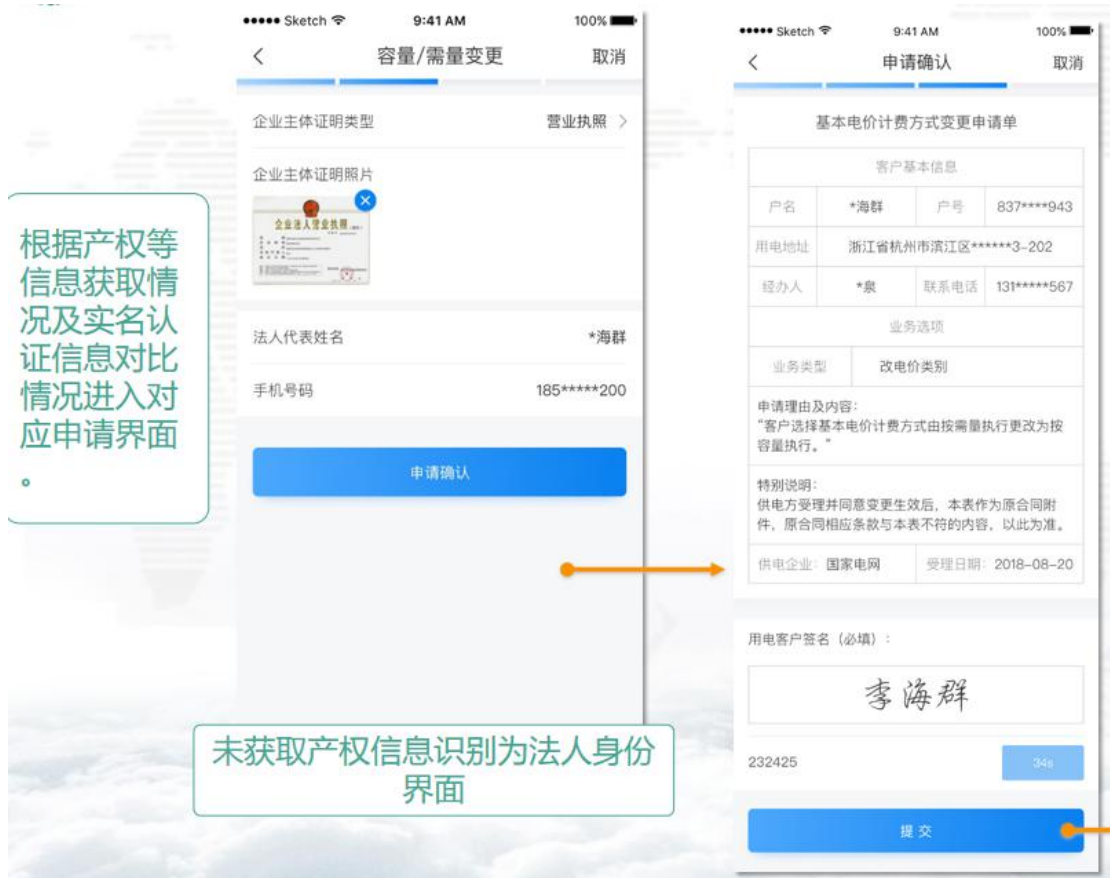 根据产权等
信息获取情
况及实名认
证信息对比
情况进入对
应申请界面
。
●●●●● Sketch 9:41 AM 100%
容量/需量变更 取消
企业主体证明类型 营业执照
企业主体证明照片
企业法人营业执照
法人代表姓名 *海群
手机号码 185*****200
申请确认
未获取产权信息识别为法人身份
界面
●●●●● Sketch 9:41 AM 100%
申请确认 取消
基本电价计费方式变更申请单
客户基本信息
户名 *海群 户号 837****943
用电地址 浙江省杭州市滨江区******3-202
经办人 *泉 联系电话 131*****567
业务选项
业务类型 改电价类别
申请理由及内容:
“客户选择基本电价计费方式由按需量执行更改为按
容量执行。”
特别说明:
供电方受理并同意变更生效后，本表作为原合同附
件，原合同相应条款与本表不符的内容，以此为准。
供电企业: 国家电网 受理日期: 2018-08-20
用电客户签名（必填）:
李海群
232425 34s
提 交